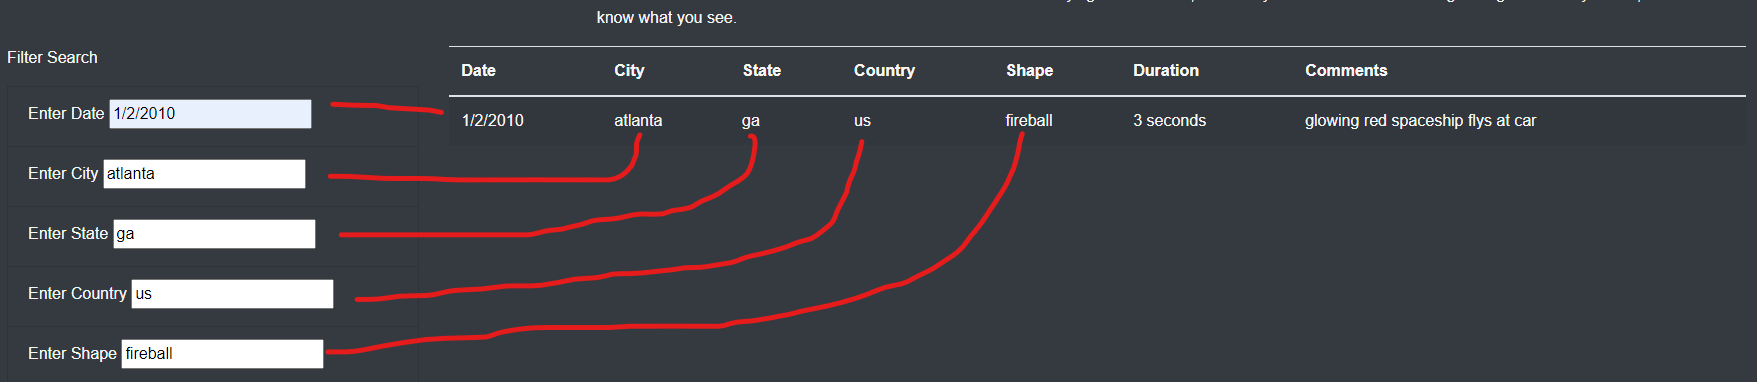 know what you see.
Filter Search
Date City State Country Shape Duration Comments
Enter Date 1/2/2010
1/2/2010 atlanta ga us fireball 3 seconds glowing red spaceship flys at car
Enter City atlanta
Enter State ga
Enter Country us
Enter Shape fireball